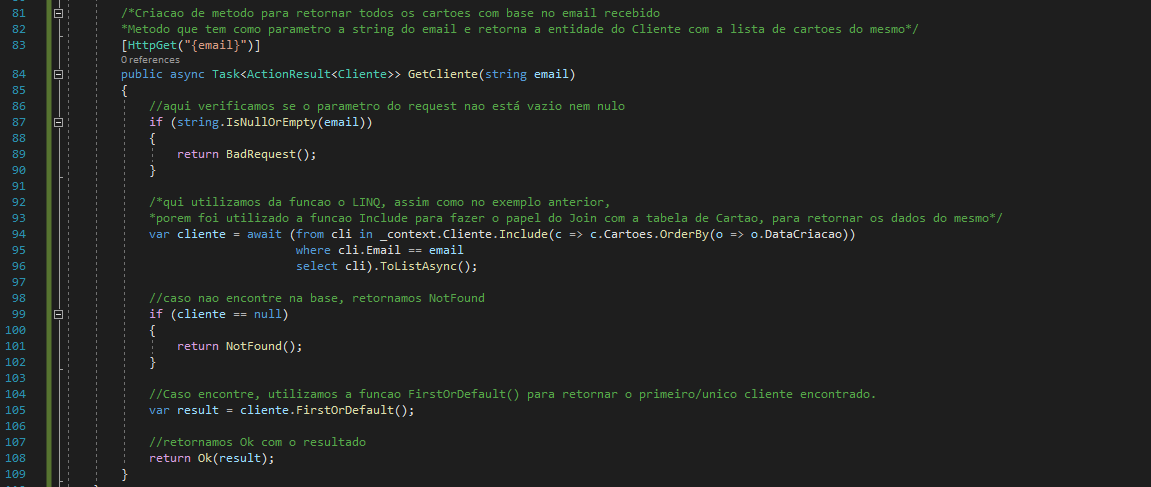 81 /*Criacao de metodo para retornar todos os cartoes com base no email recebido
82 *Metodo que tem como parametro a string do email e retorna a entidade do Cliente com a lista de cartoes do mesmo*/
83 [HttpGet("{email}")]
0 references
84 public async Task<ActionResult<Cliente>> GetCliente(string email)
85 {
86 //aqui verificamos se o parametro do request nao está vazio nem nulo
87 if (string.IsNullOrEmpty(email))
88 {
89 return BadRequest();
90 }
91
92 /*qui utilizamos da funcao o LINQ, assim como no exemplo anterior,
93 *porem foi utilizado a funcao Include para fazer o papel do Join com a tabela de Cartao, para retornar os dados do mesmo*/
94 var cliente = await (from cli in _context.Cliente.Include(c => c.Cartoes.OrderBy(o => o.DataCriacao))
95 where cli.Email == email
96 select cli).ToListAsync();
97
98 //caso nao encontre na base, retornamos NotFound
99 if (cliente == null)
100 {
101 return NotFound();
102 }
103
104 //Caso encontre, utilizamos a funcao FirstOrDefault() para retornar o primeiro/unico cliente encontrado.
105 var result = cliente.FirstOrDefault();
106
107 //retornamos Ok com o resultado
108 return Ok(result);
109 }